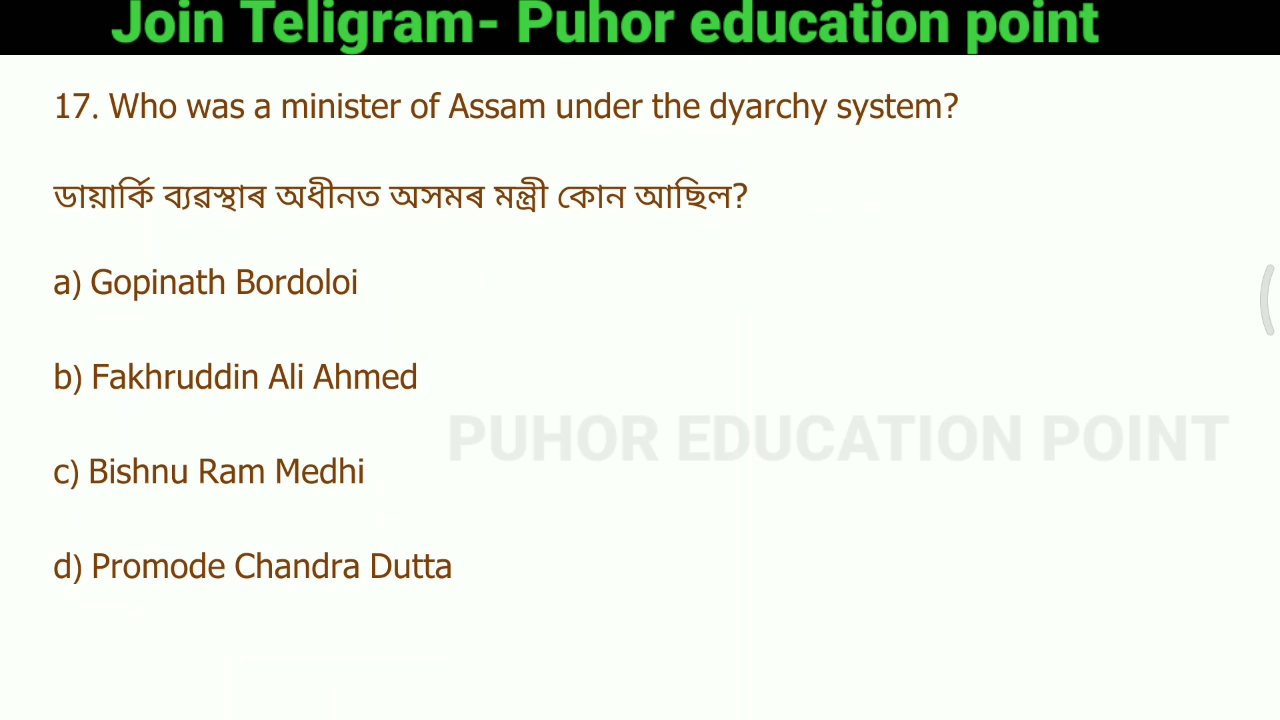 Join Teligram- Puhor education point
17. Who was a minister of Assam under the dyarchy system?
ডায়াৰ্কি ব্যৱস্থাৰ অধীনত অসমৰ মন্ত্ৰী কোন আছিল?
a) Gopinath Bordoloi
b) Fakhruddin Ali Ahmed
PUHOR EDUCATION POINT
c) Bishnu Ram Medhi
d) Promode Chandra Dutta